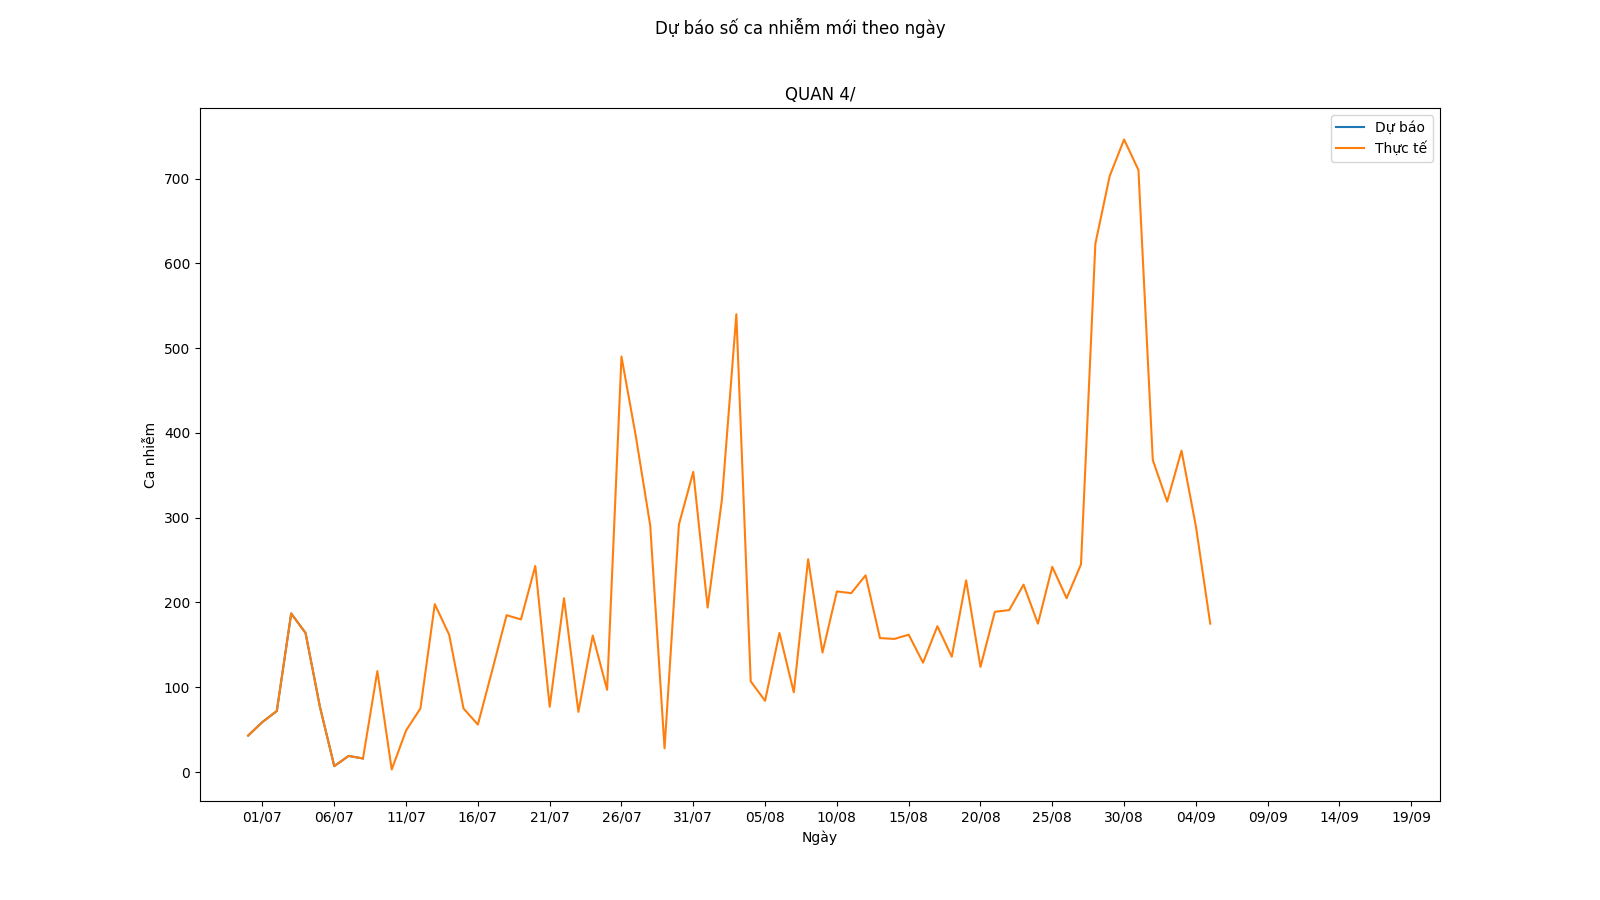 Dự báo số ca nhiễm mới theo ngày
QUAN 4/
Dự báo
Thực tế
700
600
500
400
300
200
100
0
Ca nhiễm
01/07 06/07 11/07 16/07 21/07 26/07 31/07 05/08 10/08 15/08 20/08 25/08 30/08 04/09 09/09 14/09 19/09
Ngày